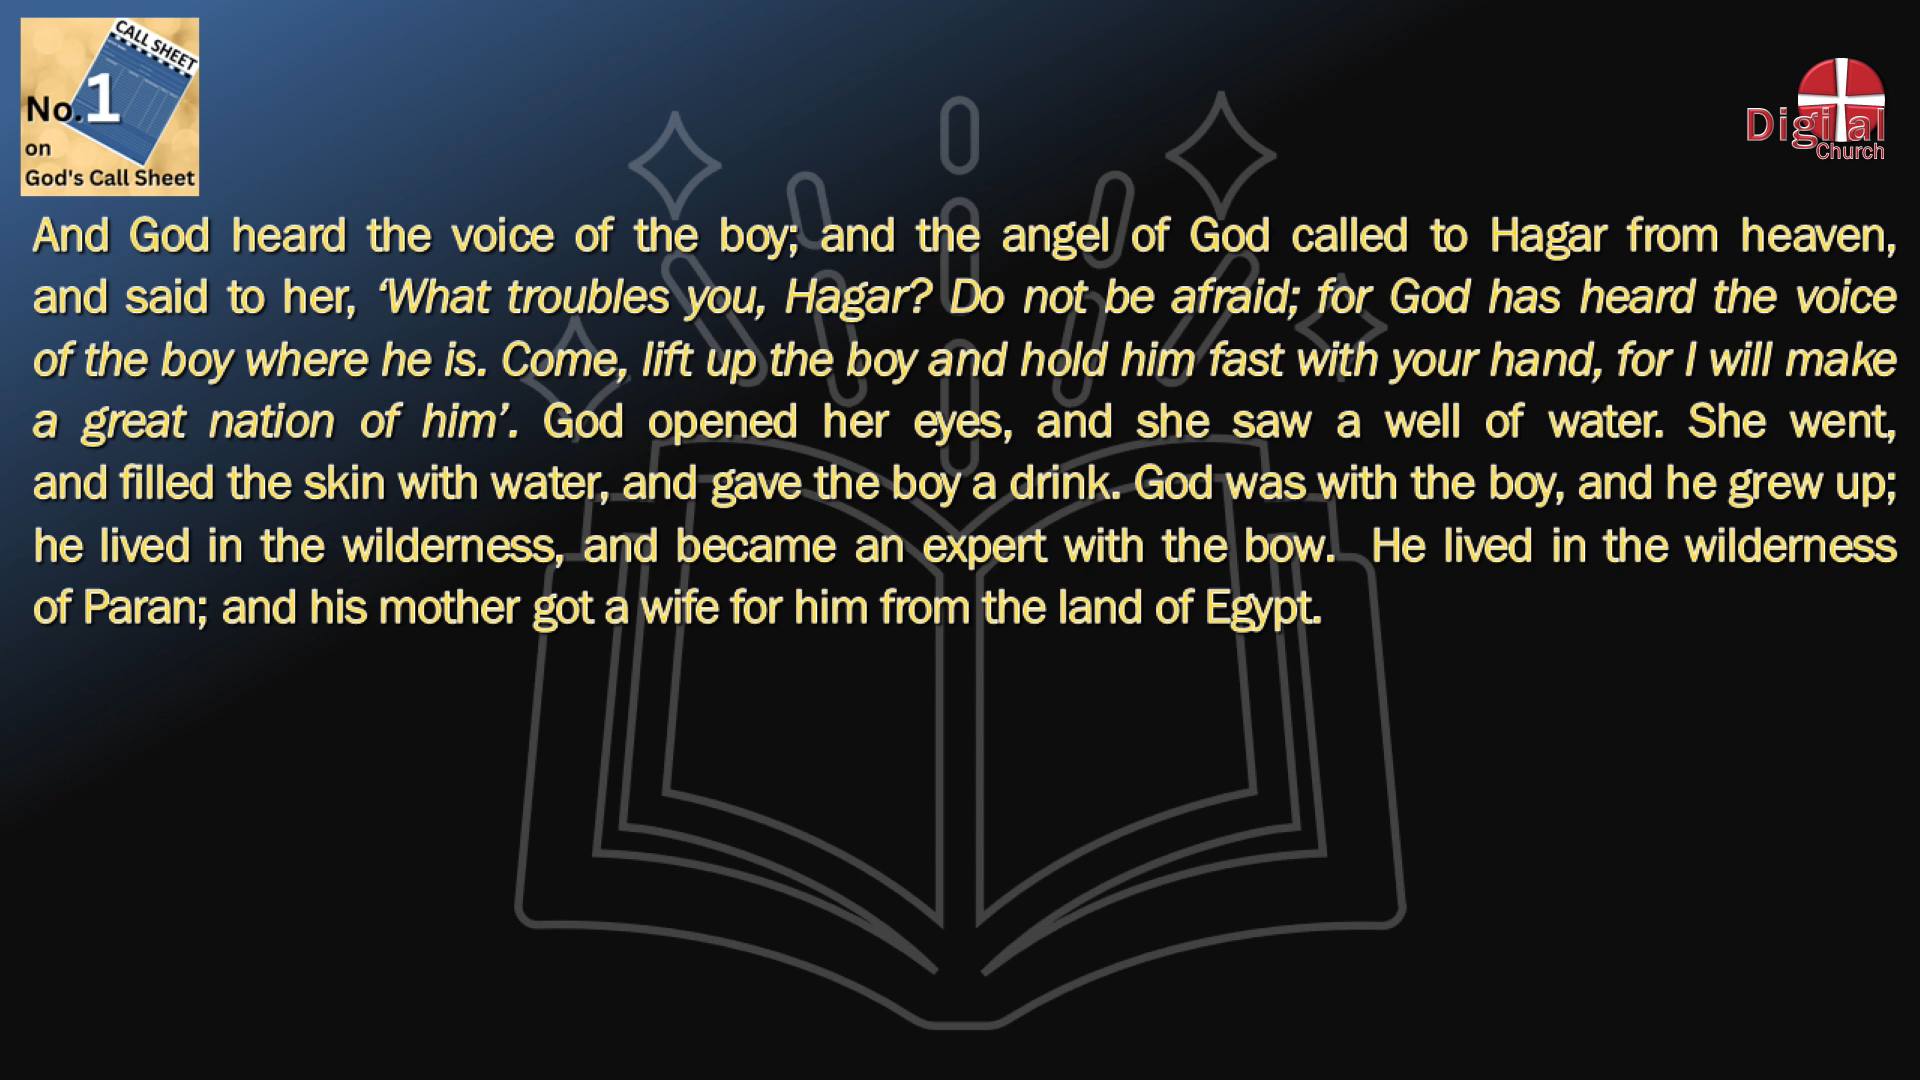 CALL SHEET
No.1
on
God's Call Sheet
Digital
Church
And God heard the voice of the boy; and the angel of God called to Hagar from heaven,
and said to her, ‘What troubles you, Hagar? Do not be afraid; for God has heard the voice
of the boy where he is. Come, lift up the boy and hold him fast with your hand, for I will make
a great nation of him’. God opened her eyes, and she saw a well of water. She went,
and filled the skin with water, and gave the boy a drink. God was with the boy, and he grew up;
he lived in the wilderness, and became an expert with the bow.  He lived in the wilderness
of Paran; and his mother got a wife for him from the land of Egypt.